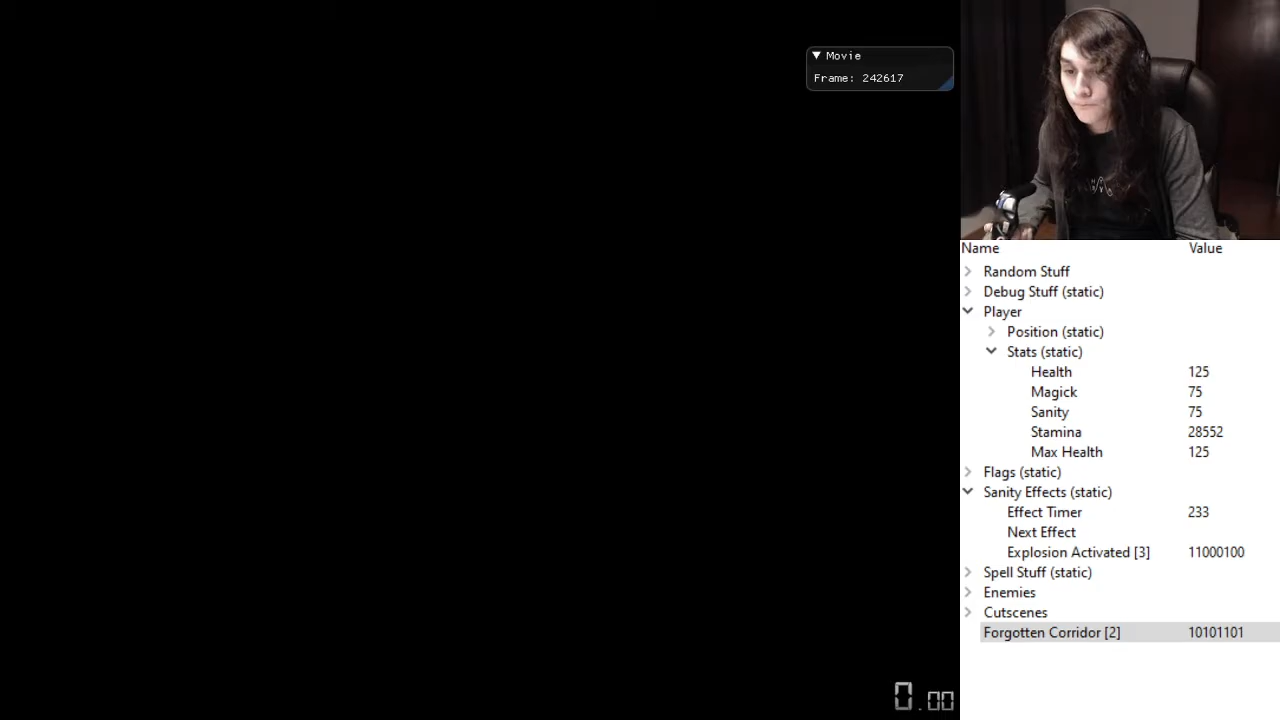 Movie
Frame: 242617
Name Value
Random Stuff
Debug Stuff (static)
Player
Position (static)
Stats (static)
Health 125
Magick 75
Sanity 75
Stamina 28552
Max Health 125
Flags (static)
Sanity Effects (static)
Effect Timer 233
Next Effect
Explosion Activated [3] 11000100
Spell Stuff (static)
Enemies
Cutscenes
Forgotten Corridor [2] 10101101
0.00